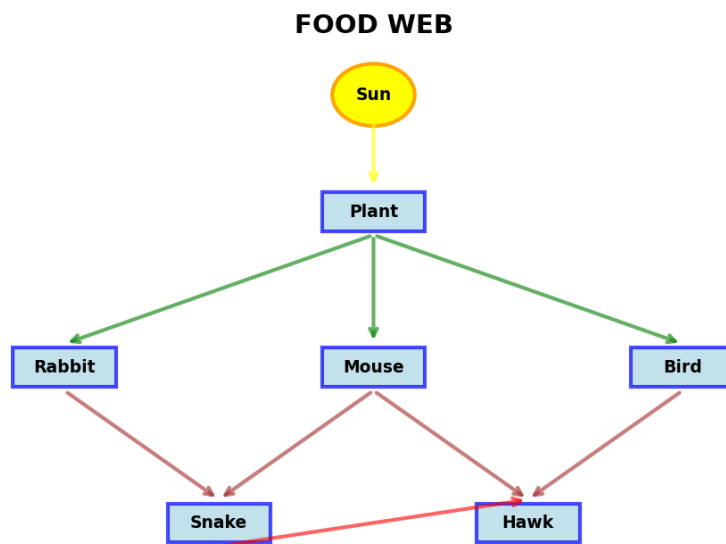 FOOD WEB
Sun
Plant
Rabbit
Mouse
Bird
Snake
Hawk